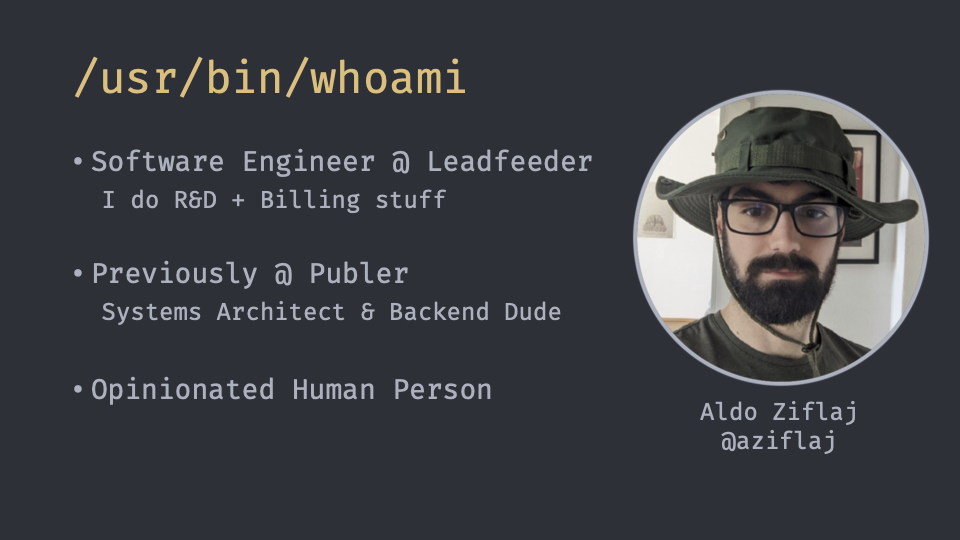 /usr/bin/whoami
• Software Engineer @ Leadfeeder
I do R&D + Billing stuff
• Previously @ Publer
Systems Architect & Backend Dude
• Opinionated Human Person
Aldo Ziflaj
@aziflaj